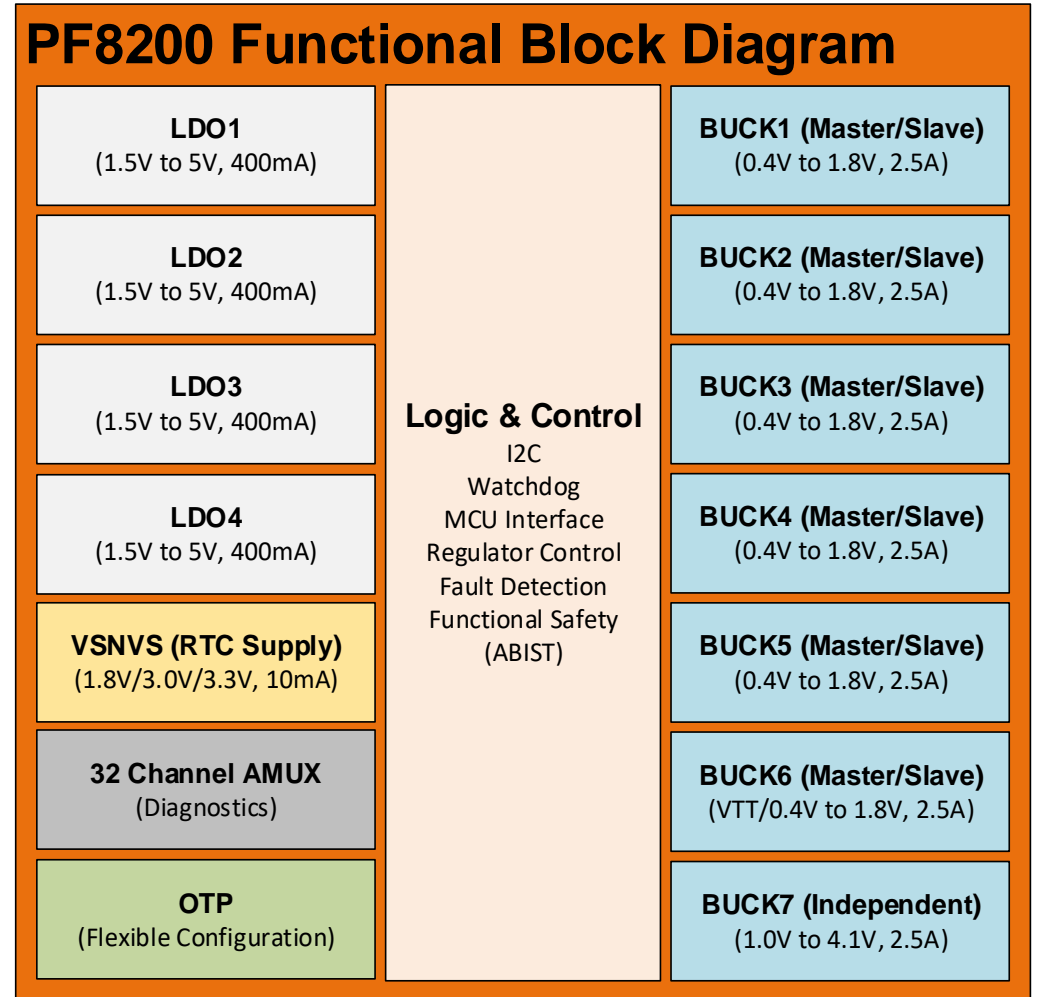 PF8200 Functional Block Diagram
LDO1
(1.5V to 5V, 400mA)
LDO2
(1.5V to 5V, 400mA)
LDO3
(1.5V to 5V, 400mA)
LDO4
(1.5V to 5V, 400mA)
VSNVS (RTC Supply)
(1.8V/3.0V/3.3V, 10mA)
32 Channel AMUX
(Diagnostics)
OTP
(Flexible Configuration)
Logic & Control
I2C
Watchdog
MCU Interface
Regulator Control
Fault Detection
Functional Safety
(ABIST)
BUCK1 (Master/Slave)
(0.4V to 1.8V, 2.5A)
BUCK2 (Master/Slave)
(0.4V to 1.8V, 2.5A)
BUCK3 (Master/Slave)
(0.4V to 1.8V, 2.5A)
BUCK4 (Master/Slave)
(0.4V to 1.8V, 2.5A)
BUCK5 (Master/Slave)
(0.4V to 1.8V, 2.5A)
BUCK6 (Master/Slave)
(VTT/0.4V to 1.8V, 2.5A)
BUCK7 (Independent)
(1.0V to 4.1V, 2.5A)